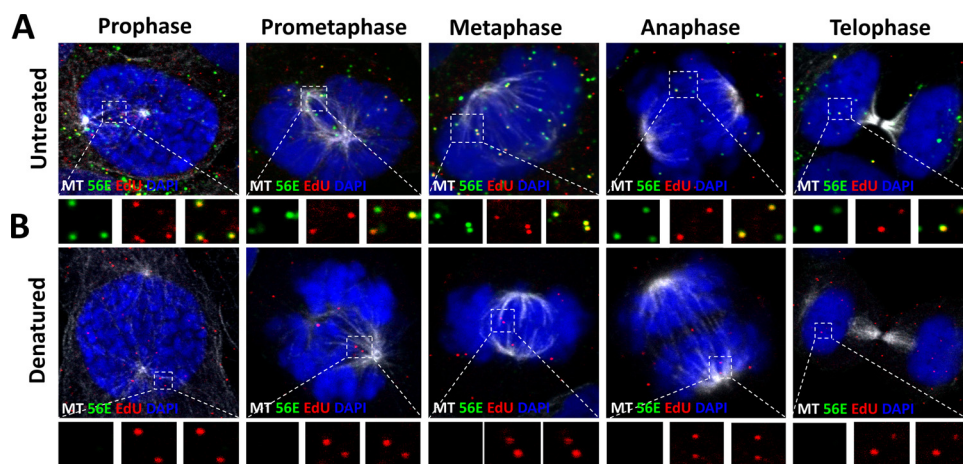 A
Prophase Prometaphase Metaphase Anaphase Telophase
Untreated
MT 56E EdU DAPI MT 56E EdU DAPI MT 56E EdU DAPI MT 56E EdU DAPI MT 56E EdU DAPI
B
Denatured
MT 56E EdU DAPI MT 56E EdU DAPI MT 56E EdU DAPI MT 56E EdU DAPI MT 56E EdU DAPI